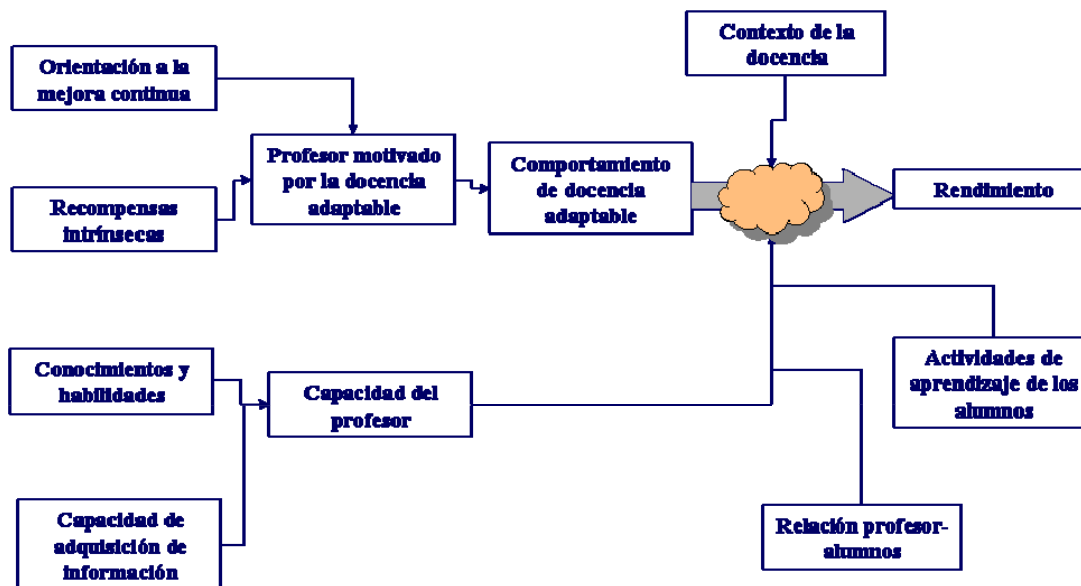 Contexto de la
docencia
Orientación a la
mejora continua
Profesor motivado
por la docencia
adaptable
Comportamiento
de docencia
adaptable
Rendimiento
Recompensas
intrínsecas
Conocimientos y
habilidades
Capacidad del
profesor
Actividades de
aprendizaje de los
alumnos
Capacidad de
adquisición de
información
Relación profesor-
alumnos